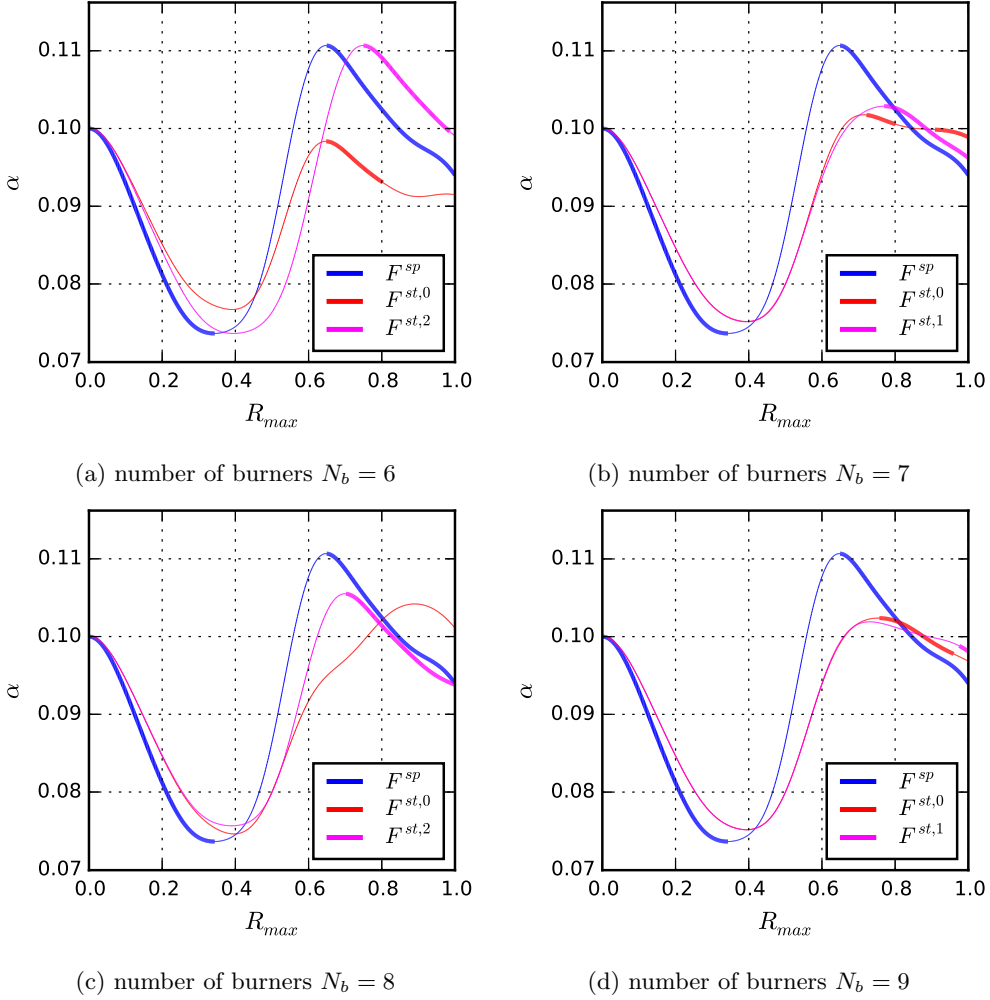 0.11
0.10
0.09
0.08
0.07
α
0.0 0.2 0.4 0.6 0.8 1.0
R_max
F^sp
F^st,0
F^st,2
(a) number of burners N_b = 6
0.11
0.10
0.09
0.08
0.07
α
0.0 0.2 0.4 0.6 0.8 1.0
R_max
F^sp
F^st,0
F^st,1
(b) number of burners N_b = 7
0.11
0.10
0.09
0.08
0.07
α
0.0 0.2 0.4 0.6 0.8 1.0
R_max
F^sp
F^st,0
F^st,2
(c) number of burners N_b = 8
0.11
0.10
0.09
0.08
0.07
α
0.0 0.2 0.4 0.6 0.8 1.0
R_max
F^sp
F^st,0
F^st,1
(d) number of burners N_b = 9